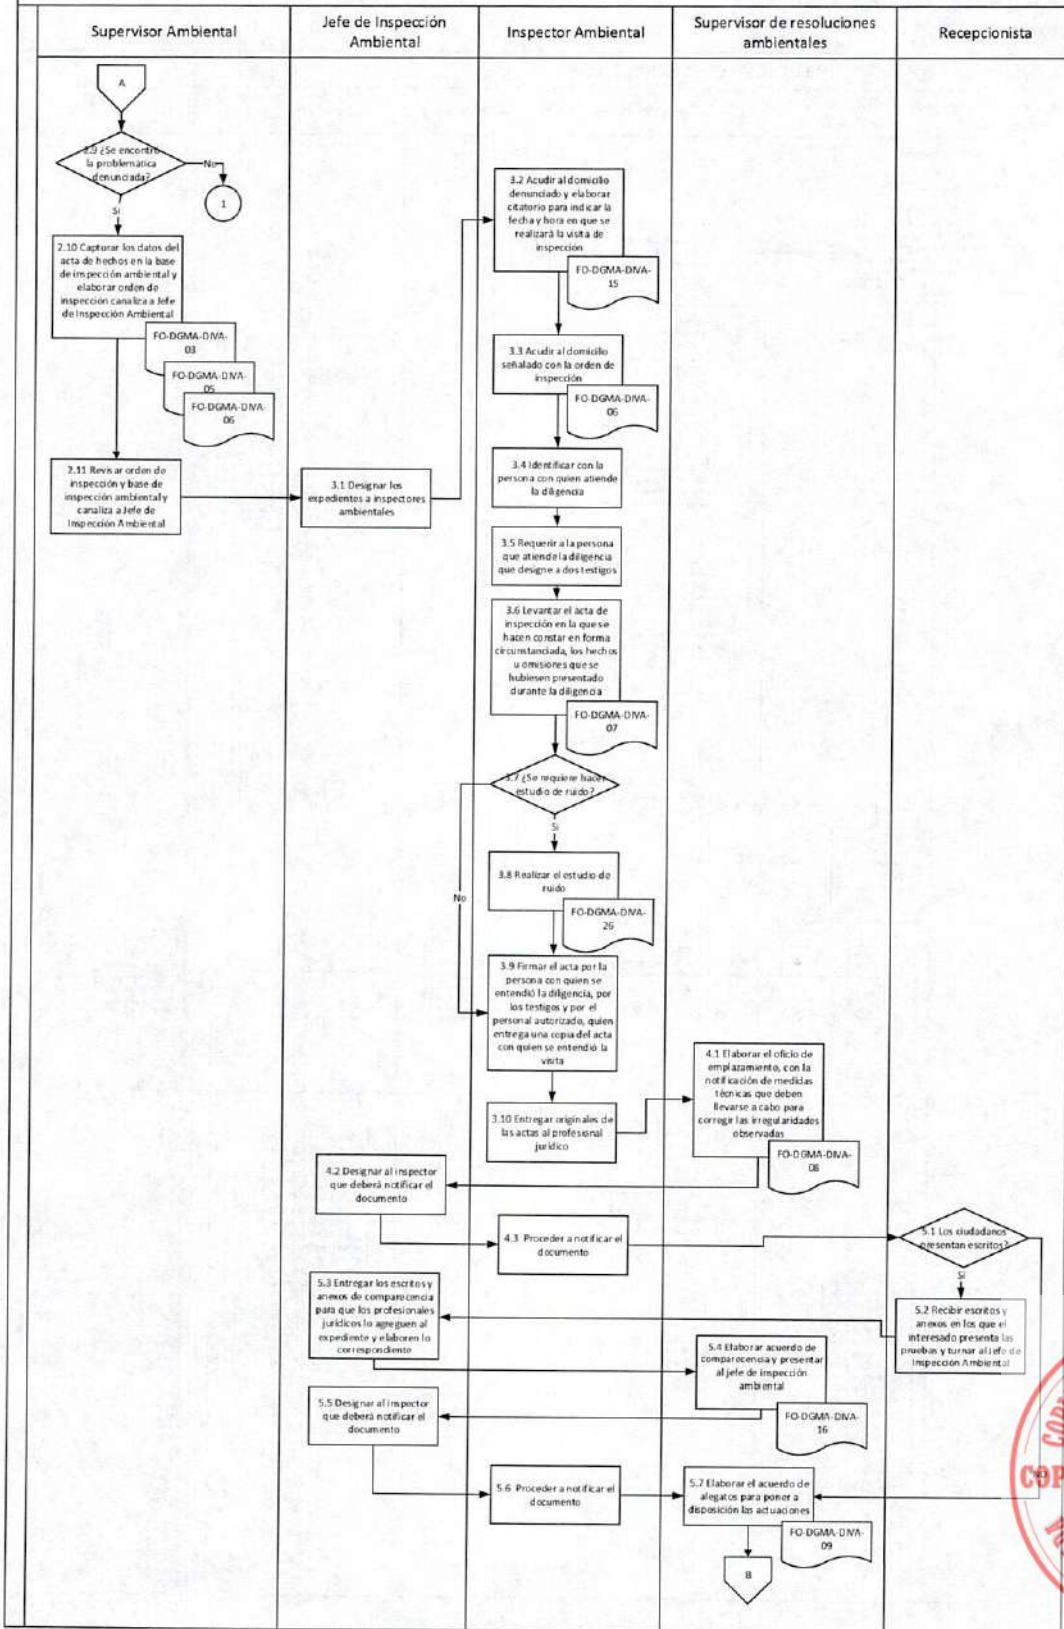 Supervisor Ambiental
Jefe de Inspección
Ambiental
Inspector Ambiental
Supervisor de resoluciones
ambientales
Recepcionista
A
2.9 ¿Se encontró
la problemática
denunciada?
No
1
Si
2.10 Capturar los datos del
acta de hechos en la base
de inspección ambiental y
elaborar orden de
inspección canaliza a Jefe
de Inspección Ambiental
FO-DGMA-DIVA-
03
FO-DGMA-DIVA-
05
FO-DGMA-DIVA-
06
2.11 Revisar orden de
inspección y base de
inspección ambiental y
canaliza a Jefe de
Inspección Ambiental
3.1 Designar los
expedientes a inspectores
ambientales
3.2 Acudir al domicilio
denunciado y elaborar
citatorio para indicar la
fecha y hora en que se
realizará la visita de
inspección
FO-DGMA-DIVA-
15
3.3 Acudir al domicilio
señalado con la orden de
inspección
FO-DGMA-DIVA-
06
3.4 Identificar con la
persona con quien atiende
la diligencia
3.5 Requerir a la persona
que atiende la diligencia
que designe a dos testigos
3.6 Levantar el acta de
inspección en la que se
hacen constar en forma
circunstanciada, los hechos
u omisiones que se
hubiesen presentado
durante la diligencia
FO-DGMA-DIVA-
07
3.7 ¿Se requiere hacer
estudio de ruido?
Si
No
3.8 Realizar el estudio de
ruido
FO-DGMA-DIVA-
26
3.9 Firmar el acta por la
persona con quien se
entendió la diligencia, por
los testigos y por el
personal autorizado, quien
entrega una copia del acta
con quien se entendió la
visita
3.10 Entregar originales de
las actas al profesional
jurídico
4.1 Elaborar el oficio de
emplazamiento, con la
notificación de medidas
técnicas que deben
llevarse a cabo para
corregir las irregularidades
observadas
FO-DGMA-DIVA-
08
4.2 Designar al inspector
que deberá notificar el
documento
4.3 Proceder a notificar el
documento
5.1 Los ciudadanos
presentan escritos?
Si
5.2 Recibir escritos y
anexos en los que el
interesado presenta las
pruebas y turnar al Jefe de
Inspección Ambiental
5.3 Entregar los escritos y
anexos de comparecencia
para que los profesionales
jurídicos lo agreguen al
expediente y elaboren lo
correspondiente
5.4 Elaborar acuerdo de
comparecencia y presentar
al jefe de inspección
ambiental
FO-DGMA-DIVA-
16
5.5 Designar al inspector
que deberá notificar el
documento
5.6 Proceder a notificar el
documento
5.7 Elaborar el acuerdo de
alegatos para poner a
disposición las actuaciones
FO-DGMA-DIVA-
09
NO
B